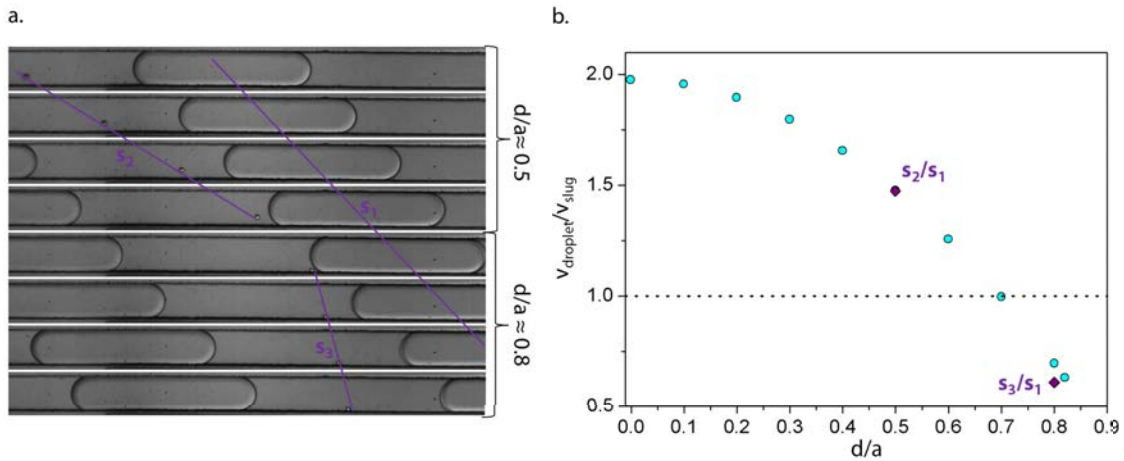 a.
s₂
s₁
s₃
d/a≈ 0.5
d/a ≈ 0.8
b.
v_droplet/v_slug
2.0
1.5
1.0
0.5
s₂/s₁
s₃/s₁
0.0 0.1 0.2 0.3 0.4 0.5 0.6 0.7 0.8 0.9
d/a